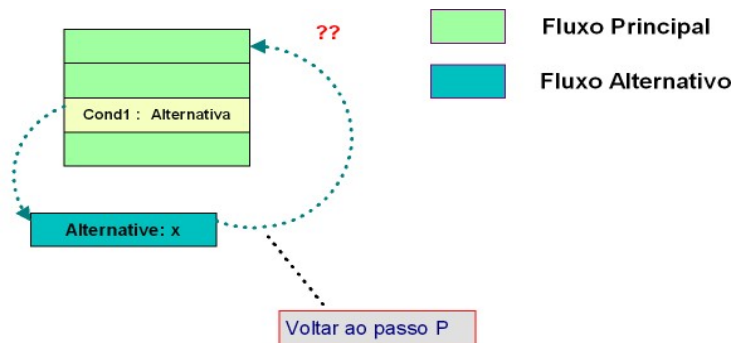 ??
Fluxo Principal
Fluxo Alternativo
Cond1 : Alternativa
Alternative: x
Voltar ao passo P